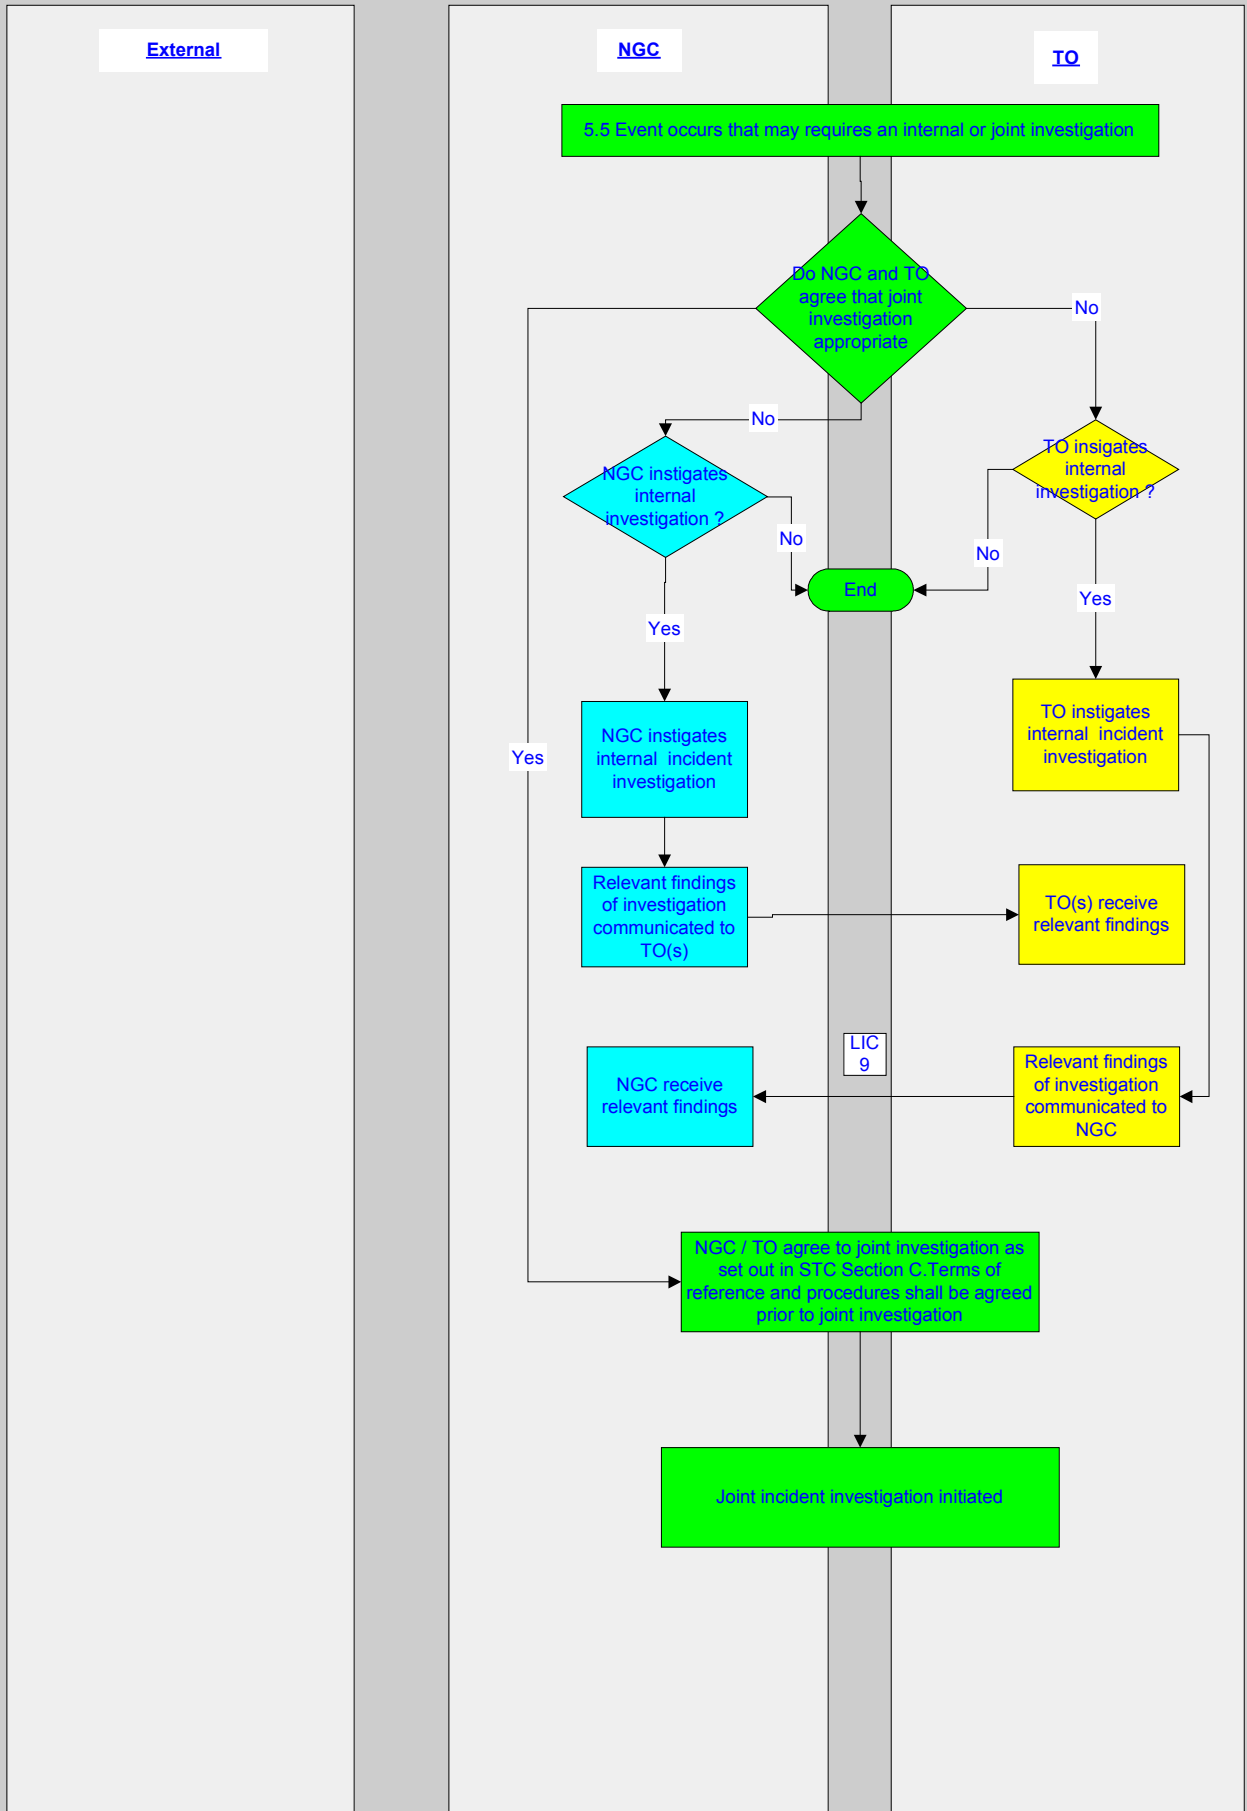 External
NGC
TO
5.5 Event occurs that may requires an internal or joint investigation
Do NGC and TO
agree that joint
investigation
appropriate
No
No
TO insigates
internal
investigation ?
NGC instigates
internal
investigation ?
No
No
End
Yes
Yes
TO instigates
internal incident
investigation
NGC instigates
internal incident
investigation
Yes
Relevant findings
of investigation
communicated to
TO(s)
TO(s) receive
relevant findings
LIC
9
NGC receive
relevant findings
Relevant findings
of investigation
communicated to
NGC
NGC / TO agree to joint investigation as
set out in STC Section C.Terms of
reference and procedures shall be agreed
prior to joint investigation
Joint incident investigation initiated